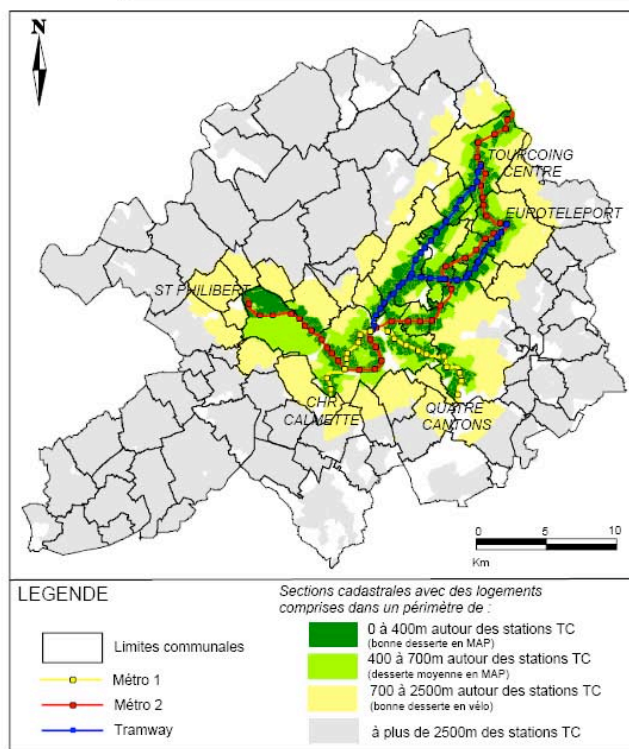 N
TOURCOING
CENTRE
EUROTELEPORT
ST PHILIBERT
CHR
CALMETTE
QUATRE
CANTONS
0 5 10
Km
LEGENDE
Limites communales
Métro 1
Métro 2
Tramway
Sections cadastrales avec des logements
comprises dans un périmètre de :
0 à 400m autour des stations TC
(bonne desserte en MAP)
400 à 700m autour des stations TC
(desserte moyenne en MAP)
700 à 2500m autour des stations TC
(bonne desserte en vélo)
à plus de 2500m des stations TC